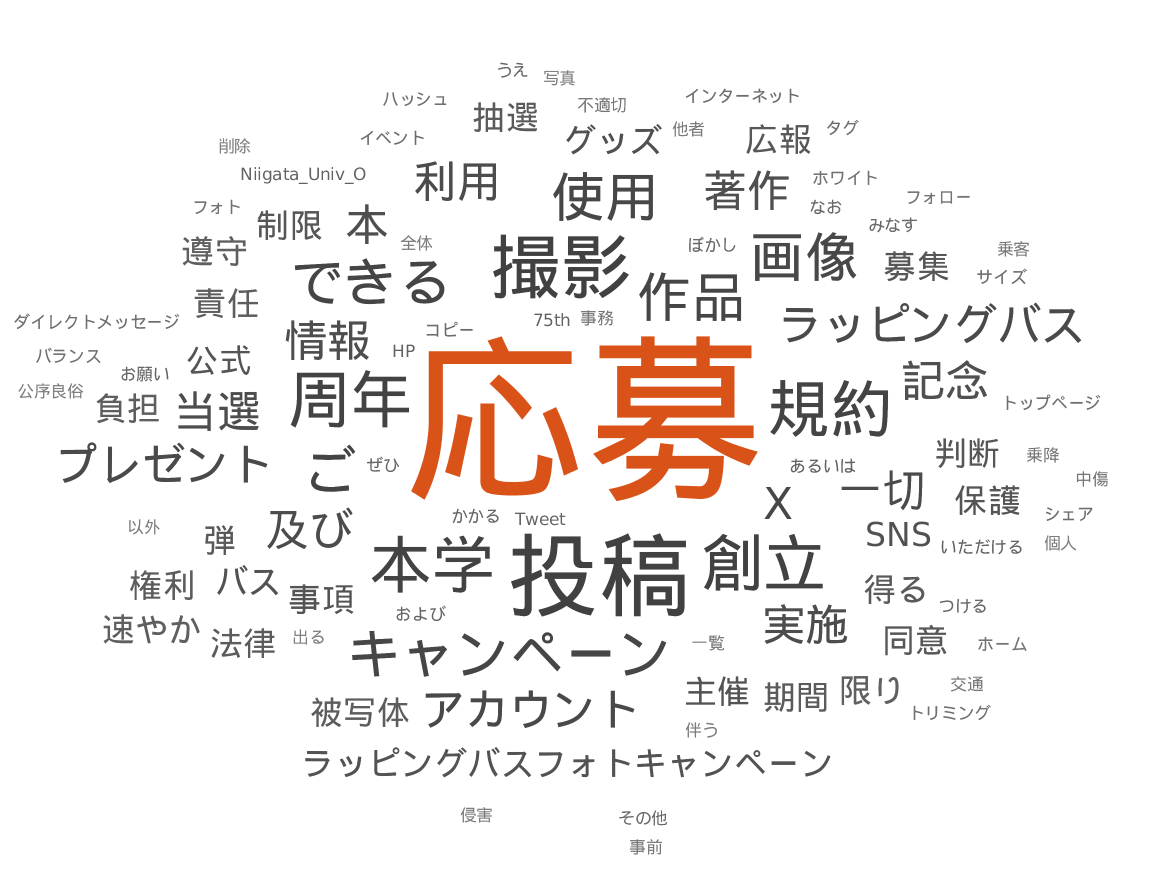 うえ
写真
ハッシュ
インターネット
抽選
不適切
イベント
グッズ
他者
広報
タグ
削除
Niigata_Univ_O
利用
使用
著作
ホワイト
フォロー
フォト
制限
本
なお
みなす
遵守
全体
撮影
ぼかし
画像
募集
乗客
サイズ
できる
作品
責任
ダイレクトメッセージ
情報
コピー
75th
事務
ラッピングバス
バランス
公式
HP
お願い
公序良俗
負担
当選
周年
応募
規約
記念
トップページ
プレゼント
ご
ぜひ
あるいは
判断
乗降
中傷
一切
保護
X
シェア
以外
弾
及び
かかる
Tweet
SNS
いただける
個人
権利
バス
事項
本学
投稿
創立
得る
つける
速やか
法律
出る
および
実施
同意
ホーム
キャンペーン
一覧
被写体
アカウント
主催
期間
限り
交通
トリミング
伴う
ラッピングバスフォトキャンペーン
侵害
その他
事前